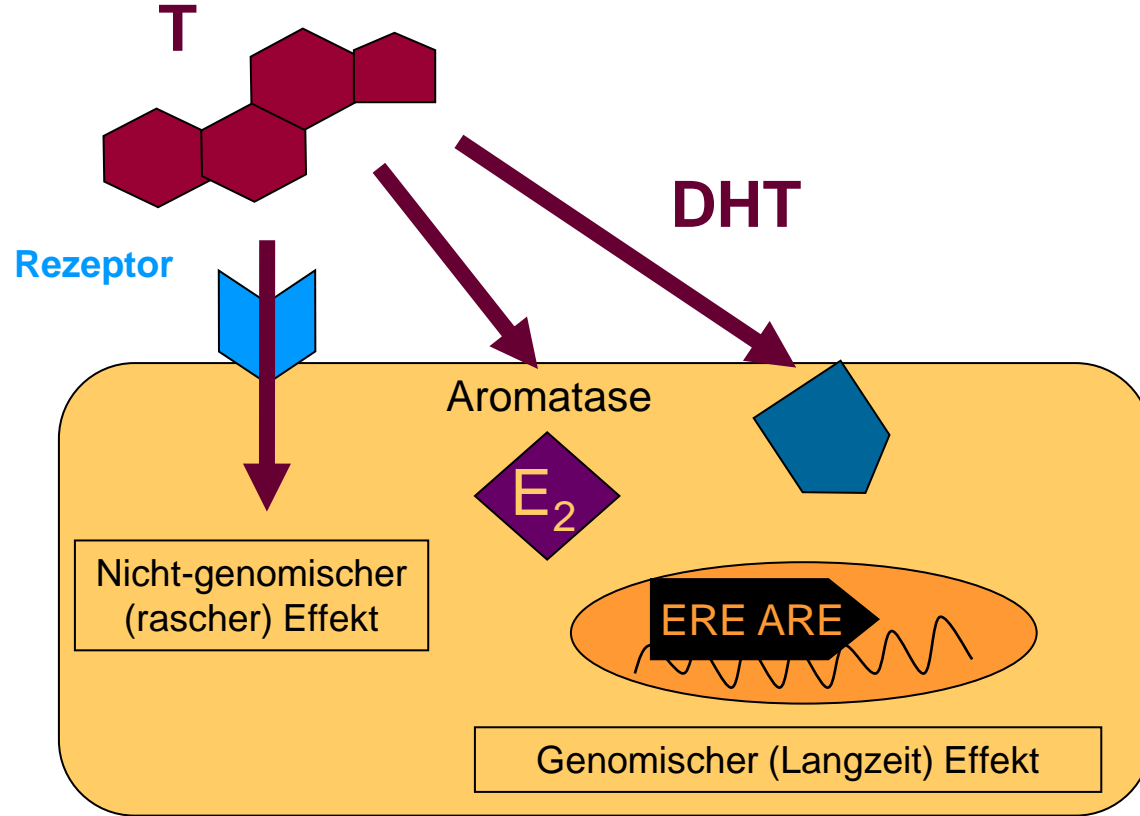 T
DHT
Rezeptor
Aromatase
E₂
Nicht-genomischer
(rascher) Effekt
ERE ARE
Genomischer (Langzeit) Effekt